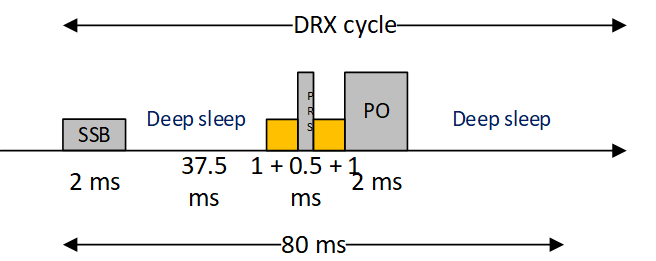 DRX cycle
SSB
Deep sleep
PRS
PO
Deep sleep
2 ms
37.5
ms
1 + 0.5 + 1
ms
2 ms
80 ms